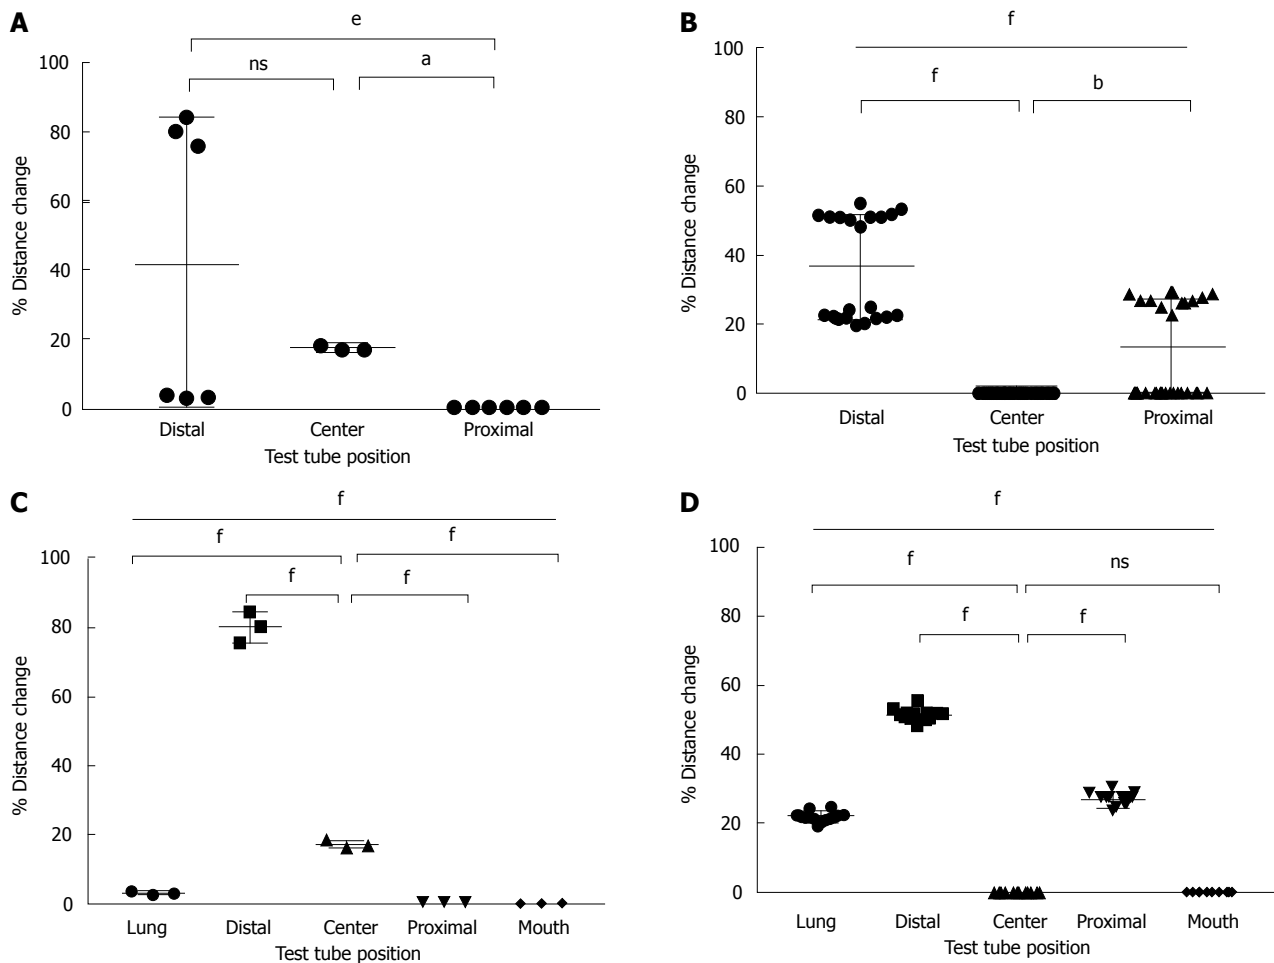 A
e
ns
a
100
80
60
40
20
0
% Distance change
Distal
Center
Proximal
Test tube position
B
f
f
b
100
80
60
40
20
0
% Distance change
Distal
Center
Proximal
Test tube position
C
f
f
f
f
f
100
80
60
40
20
0
% Distance change
Lung
Distal
Center
Proximal
Mouth
Test tube position
D
f
f
ns
f
f
100
80
60
40
20
0
% Distance change
Lung
Distal
Center
Proximal
Mouth
Test tube position